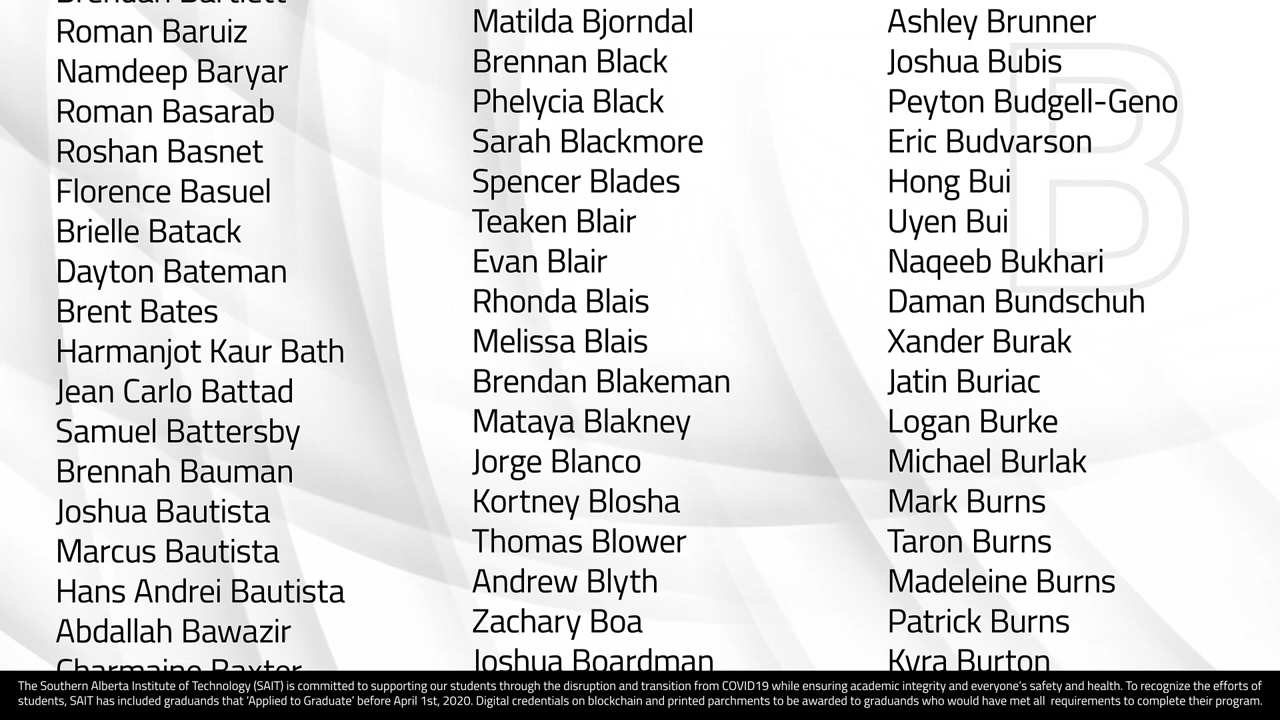 Brendan Bartlett
Roman Baruiz
Namdeep Baryar
Roman Basarab
Roshan Basnet
Florence Basuel
Brielle Batack
Dayton Bateman
Brent Bates
Harmanjot Kaur Bath
Jean Carlo Battad
Samuel Battersby
Brennah Bauman
Joshua Bautista
Marcus Bautista
Hans Andrei Bautista
Abdallah Bawazir
Charmaine Baxter
Matilda Bjorndal
Brennan Black
Phelycia Black
Sarah Blackmore
Spencer Blades
Teaken Blair
Evan Blair
Rhonda Blais
Melissa Blais
Brendan Blakeman
Mataya Blakney
Jorge Blanco
Kortney Blosha
Thomas Blower
Andrew Blyth
Zachary Boa
Joshua Boardman
Ashley Brunner
Joshua Bubis
Peyton Budgell-Geno
Eric Budvarson
Hong Bui
Uyen Bui
Naqeeb Bukhari
Daman Bundschuh
Xander Burak
Jatin Buriac
Logan Burke
Michael Burlak
Mark Burns
Taron Burns
Madeleine Burns
Patrick Burns
Kyra Burton
B
The Southern Alberta Institute of Technology (SAIT) is committed to supporting our students through the disruption and transition from COVID19 while ensuring academic integrity and everyone's safety and health. To recognize the efforts of
students, SAIT has included graduands that 'Applied to Graduate' before April 1st, 2020. Digital credentials on blockchain and printed parchments to be awarded to graduands who would have met all requirements to complete their program.